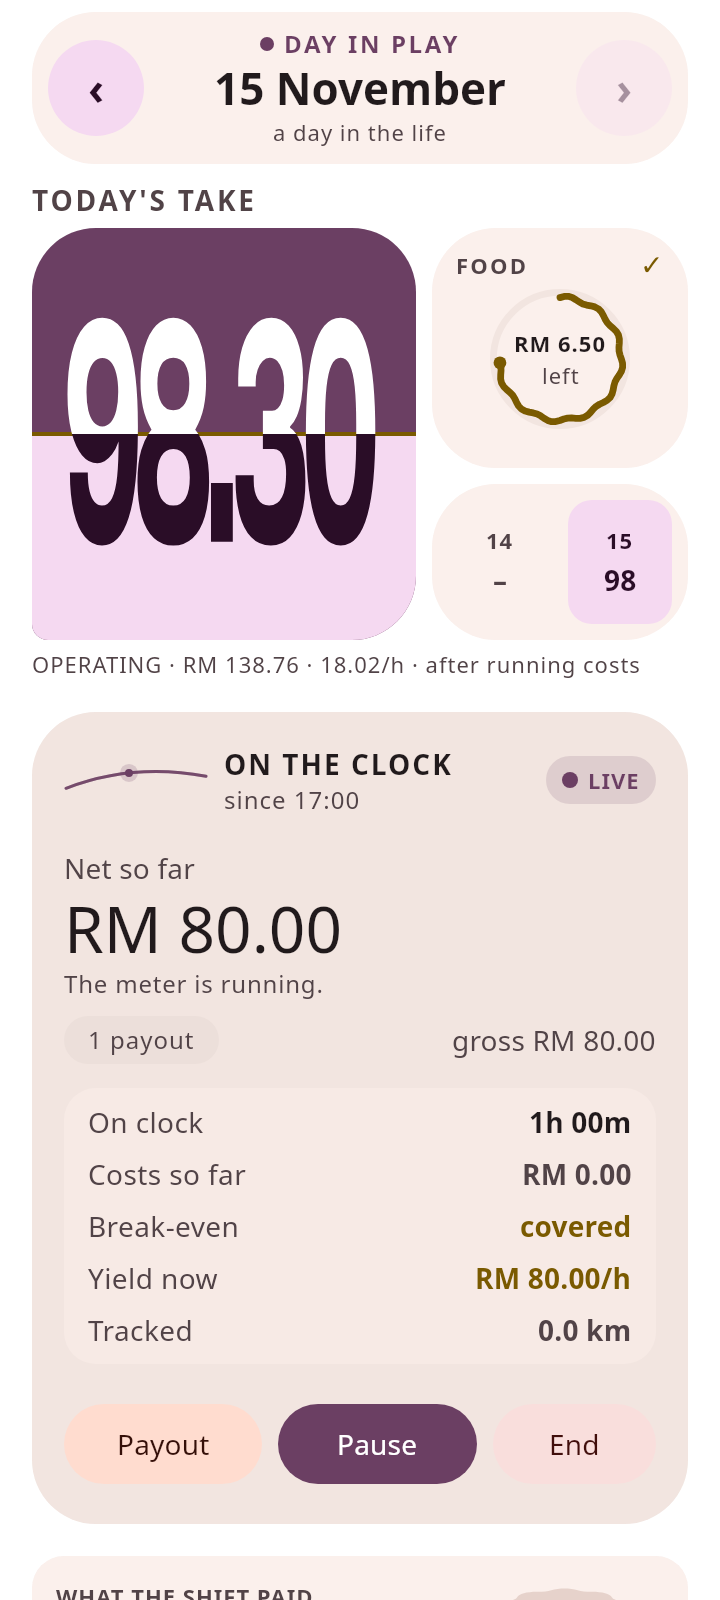 DAY IN PLAY
‹
15 November
›
a day in the life
TODAY'S TAKE
98.30
FOOD ✓
RM 6.50
left
14
–
15
98
OPERATING · RM 138.76 · 18.02/h · after running costs
ON THE CLOCK
since 17:00
LIVE
Net so far
RM 80.00
The meter is running.
1 payout
gross RM 80.00
On clock 1h 00m
Costs so far RM 0.00
Break-even covered
Yield now RM 80.00/h
Tracked 0.0 km
Payout
Pause
End
WHAT THE SHIFT PAID